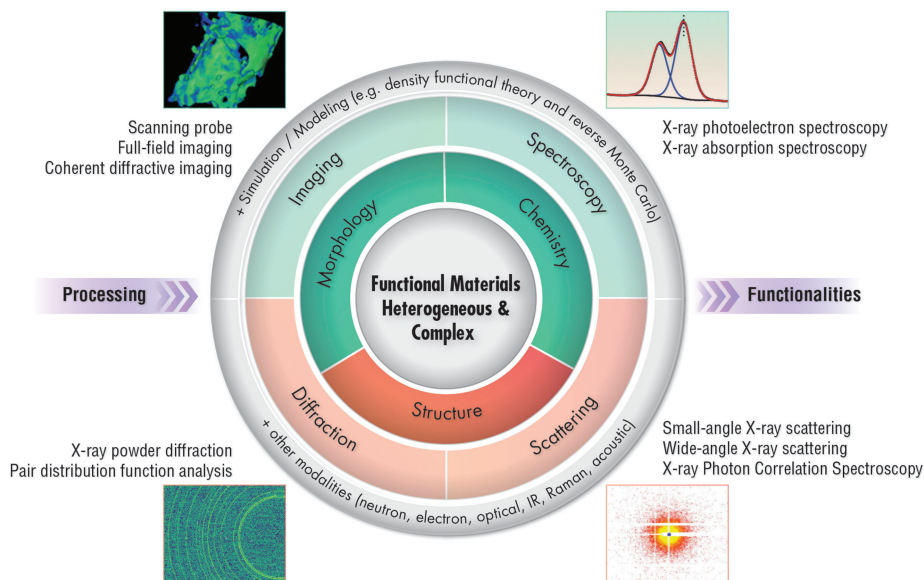 + Simulation / Modeling (e.g. density functional theory and reverse Monte Carlo)
Scanning probe
Full-field imaging
Coherent diffractive imaging
X-ray photoelectron spectroscopy
X-ray absorption spectroscopy
Imaging
Spectroscopy
Morphology
Chemistry
Processing
Functional Materials
Heterogeneous &
Complex
Functionalities
Structure
Diffraction
Scattering
X-ray powder diffraction
Pair distribution function analysis
Small-angle X-ray scattering
Wide-angle X-ray scattering
X-ray Photon Correlation Spectroscopy
+ other modalities (neutron, electron, optical, IR, Raman, acoustic)